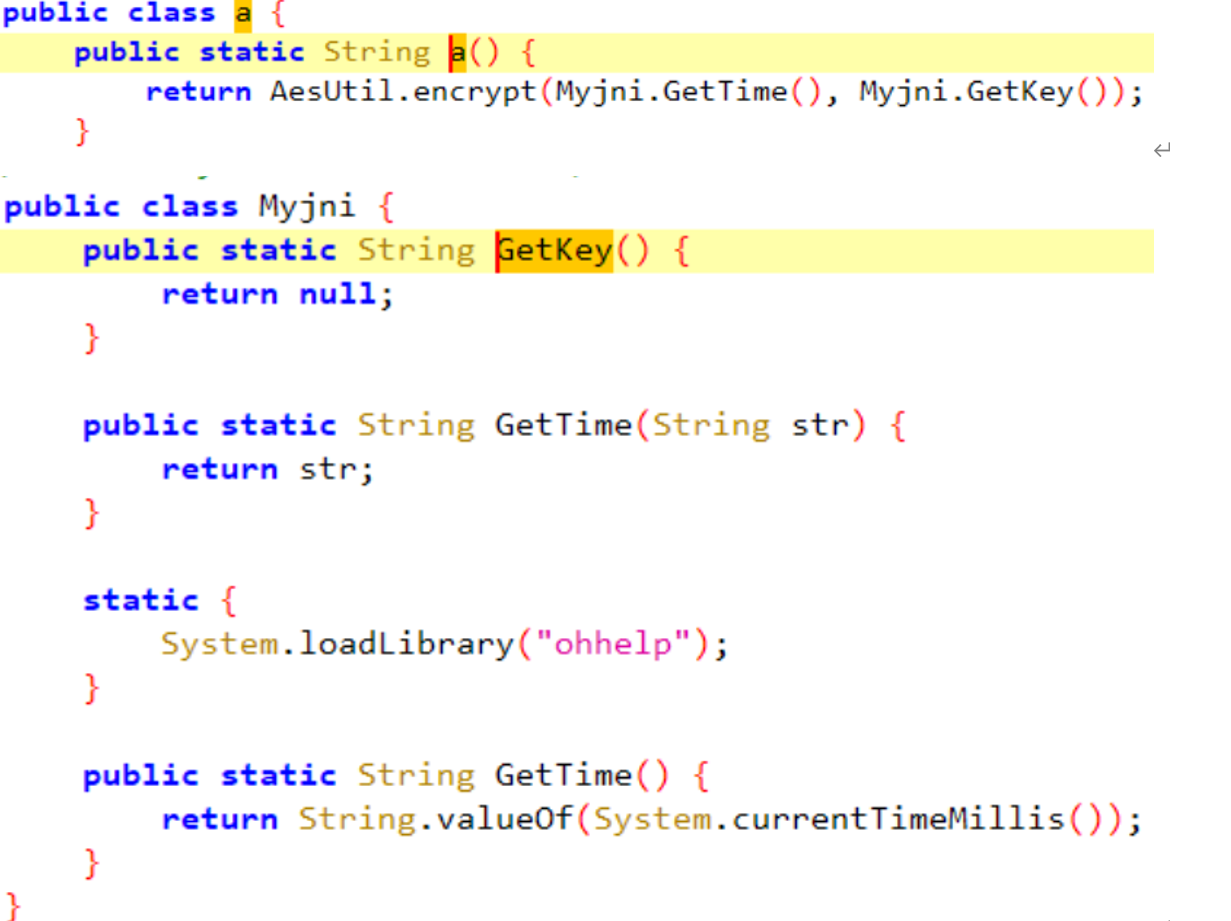 public class a {
public static String a() {
return AesUtil.encrypt(Myjni.GetTime(), Myjni.GetKey());
}
public class Myjni {
public static String GetKey() {
return null;
}
public static String GetTime(String str) {
return str;
}
static {
System.loadLibrary("ohhelp");
}
public static String GetTime() {
return String.valueOf(System.currentTimeMillis());
}
}